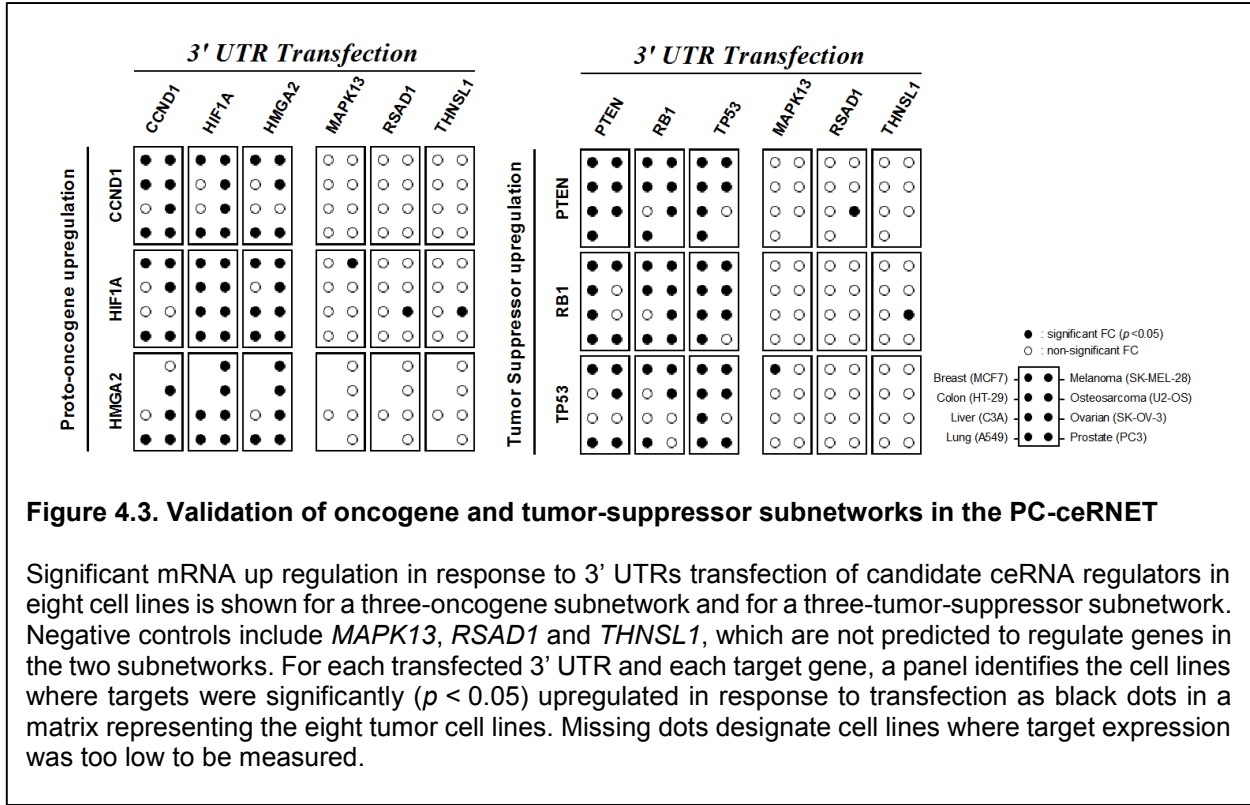 3' UTR Transfection
CCND1
HIF1A
HMGA2
MAPK13
RSAD1
THNSL1
Proto-oncogene upregulation
CCND1
HIF1A
HMGA2
3' UTR Transfection
PTEN
RB1
TP53
MAPK13
RSAD1
THNSL1
Tumor Suppressor upregulation
PTEN
RB1
TP53
● : significant FC (p<0.05)
○ : non-significant FC
Breast (MCF7) Melanoma (SK-MEL-28)
Colon (HT-29) Osteosarcoma (U2-OS)
Liver (C3A) Ovarian (SK-OV-3)
Lung (A549) Prostate (PC3)
Figure 4.3. Validation of oncogene and tumor-suppressor subnetworks in the PC-ceRNET
Significant mRNA up regulation in response to 3’ UTRs transfection of candidate ceRNA regulators in
eight cell lines is shown for a three-oncogene subnetwork and for a three-tumor-suppressor subnetwork.
Negative controls include MAPK13, RSAD1 and THNSL1, which are not predicted to regulate genes in
the two subnetworks. For each transfected 3’ UTR and each target gene, a panel identifies the cell lines
where targets were significantly (p < 0.05) upregulated in response to transfection as black dots in a
matrix representing the eight tumor cell lines. Missing dots designate cell lines where target expression
was too low to be measured.